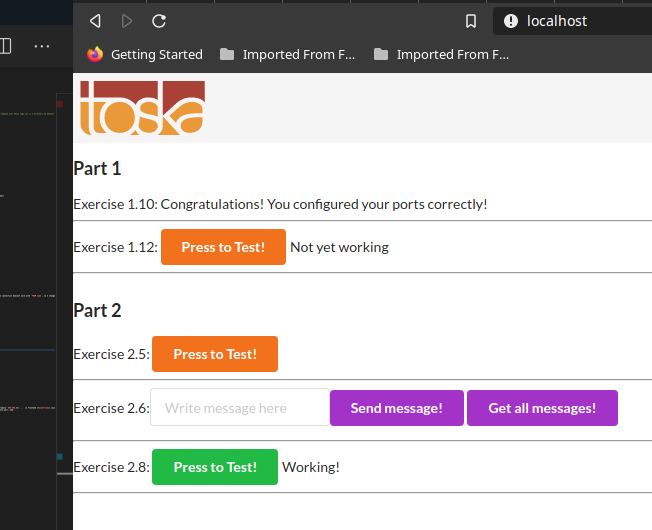 localhost
Getting Started Imported From F... Imported From F...
toska
Part 1
Exercise 1.10: Congratulations! You configured your ports correctly!
Exercise 1.12: Press to Test! Not yet working
Part 2
Exercise 2.5: Press to Test!
Exercise 2.6: Write message here Send message! Get all messages!
Exercise 2.8: Press to Test! Working!